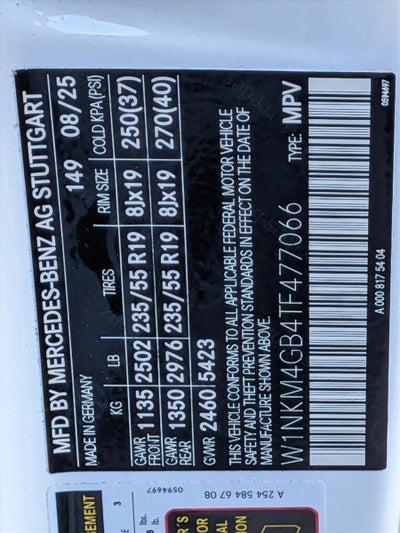 MFD BY MERCEDES-BENZ AG STUTTGART
MADE IN GERMANY 149 08/25
KG LB TIRES RIM SIZE COLD KPA(PSI)
GAWR FRONT 1135 2502 235/55 R19 8Jx19 250(37)
GAWR REAR 1350 2976 235/55 R19 8Jx19 270(40)
GVWR 2460 5423
THIS VEHICLE CONFORMS TO ALL APPLICABLE FEDERAL MOTOR VEHICLE
SAFETY AND THEFT PREVENTION STANDARDS IN EFFECT ON THE DATE OF
MANUFACTURE SHOWN ABOVE.
W1NKM4GB4TF477066 TYPE: MPV
A 000 817 54 04
0594697
A 254 584 67 08
0594697
3
lbs.